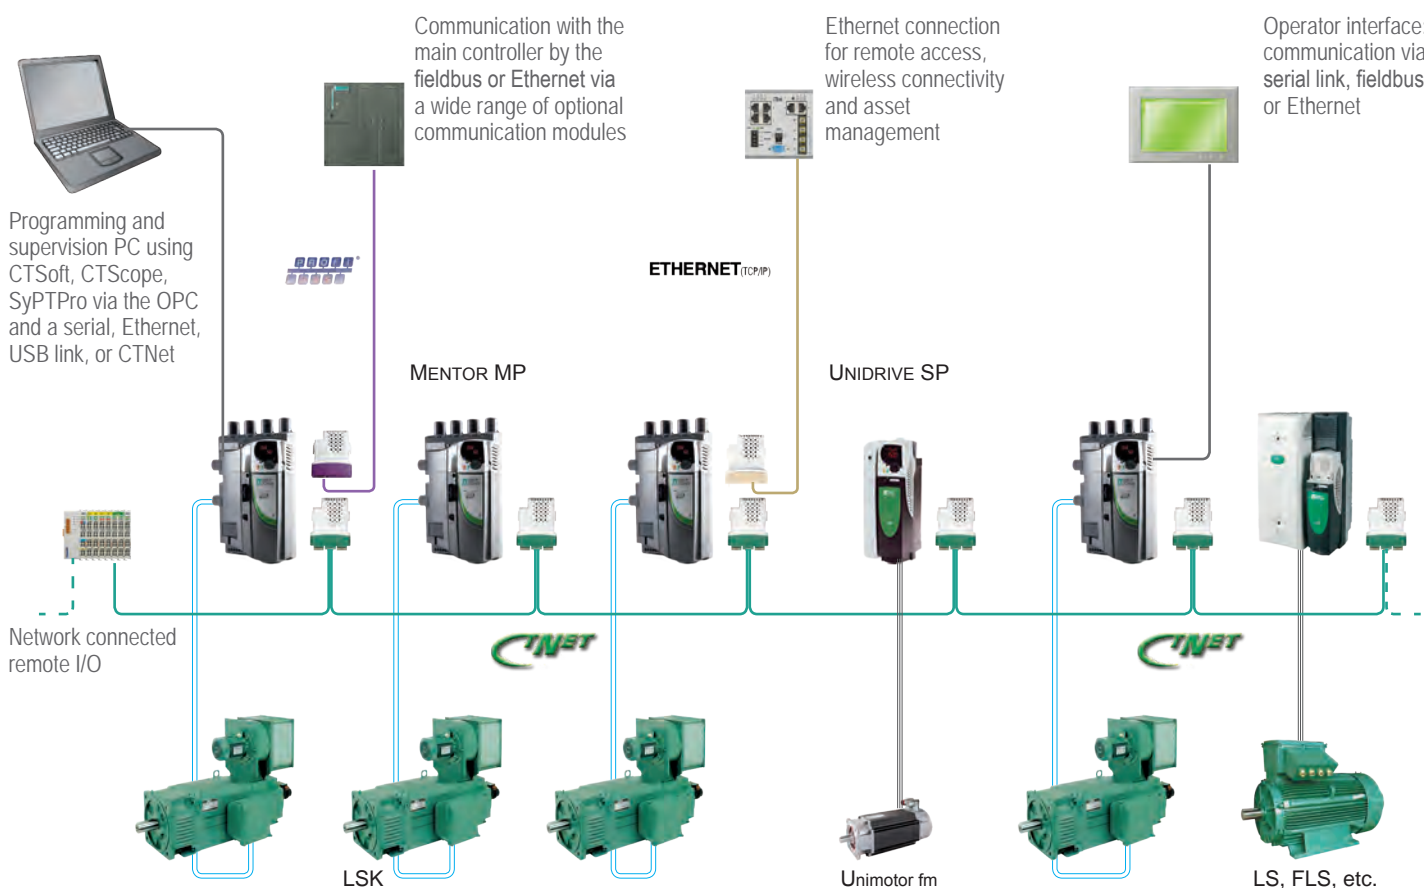 Communication with the
main controller by the
fieldbus or Ethernet via
a wide range of optional
communication modules
Ethernet connection
for remote access,
wireless connectivity
and asset
management
Operator interface
communication via
serial link, fieldbus
or Ethernet
Programming and
supervision PC using
CTSoft, CTScope,
SyPTPro via the OPC
and a serial, Ethernet,
USB link, or CTNet
PROFI
BUS
ETHERNET (TCP/IP)
MENTOR MP
UNIDRIVE SP
Network connected
remote I/O
CTNET
CTNET
LSK
Unimotor fm
LS, FLS, etc.